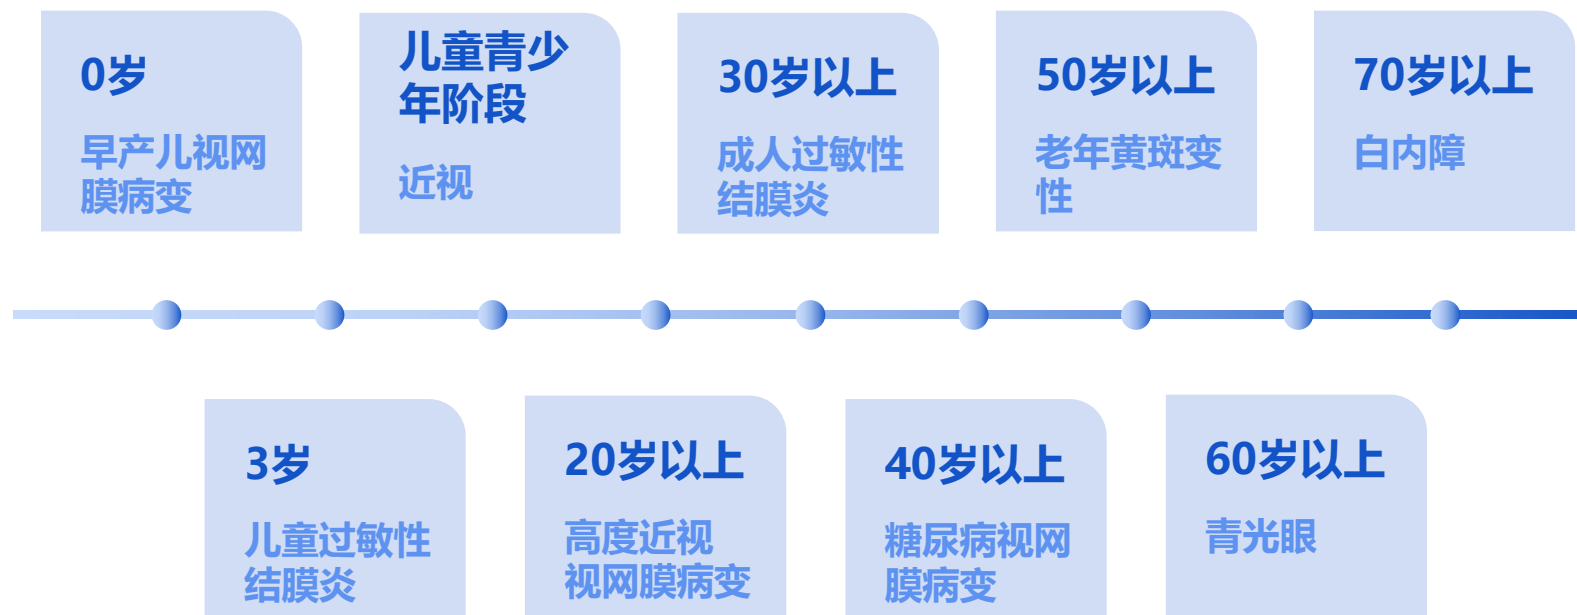 0岁
早产儿视网
膜病变
儿童青少
年阶段
近视
30岁以上
成人过敏性
结膜炎
50岁以上
老年黄斑变
性
70岁以上
白内障
3岁
儿童过敏性
结膜炎
20岁以上
高度近视
视网膜病变
40岁以上
糖尿病视网
膜病变
60岁以上
青光眼